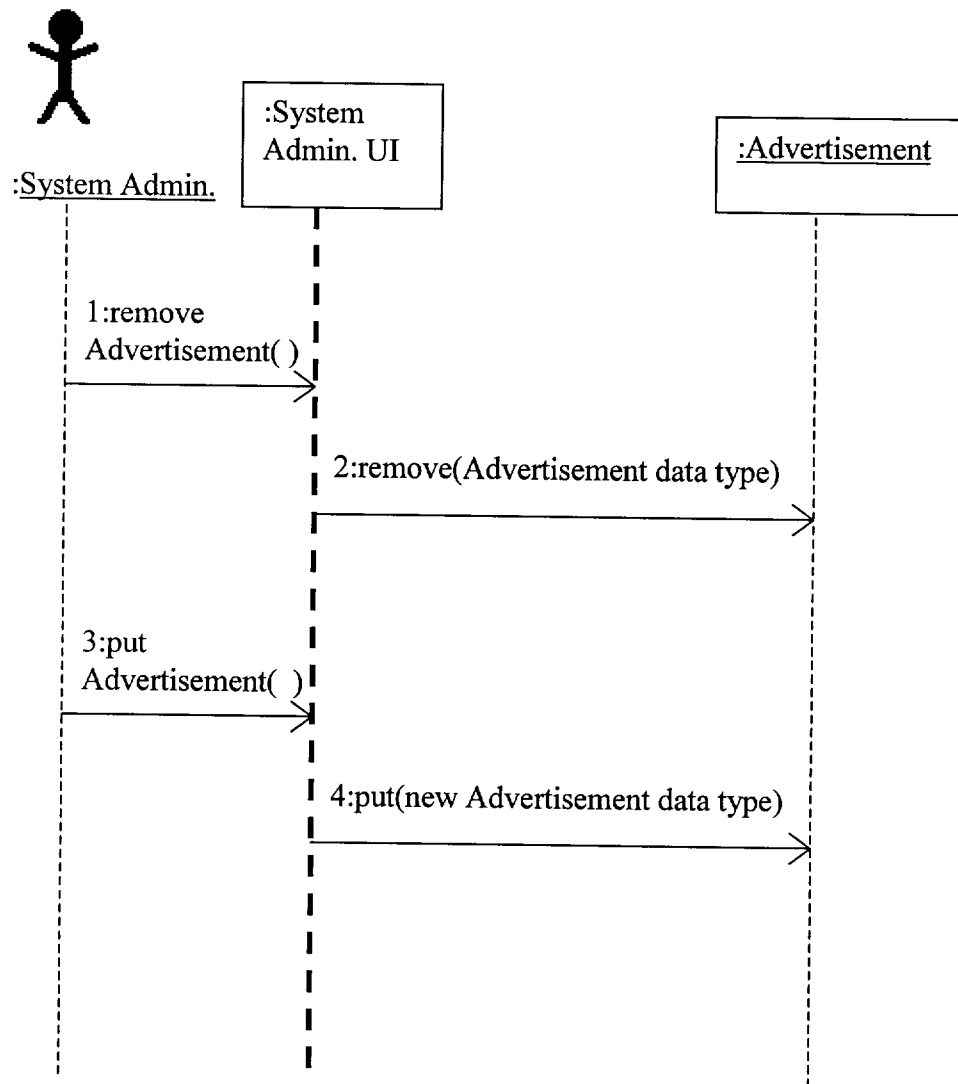 :System
Admin. UI
:Advertisement
:System Admin.
1:remove
Advertisement( )
2:remove(Advertisement data type)
3:put
Advertisement( )
4:put(new Advertisement data type)